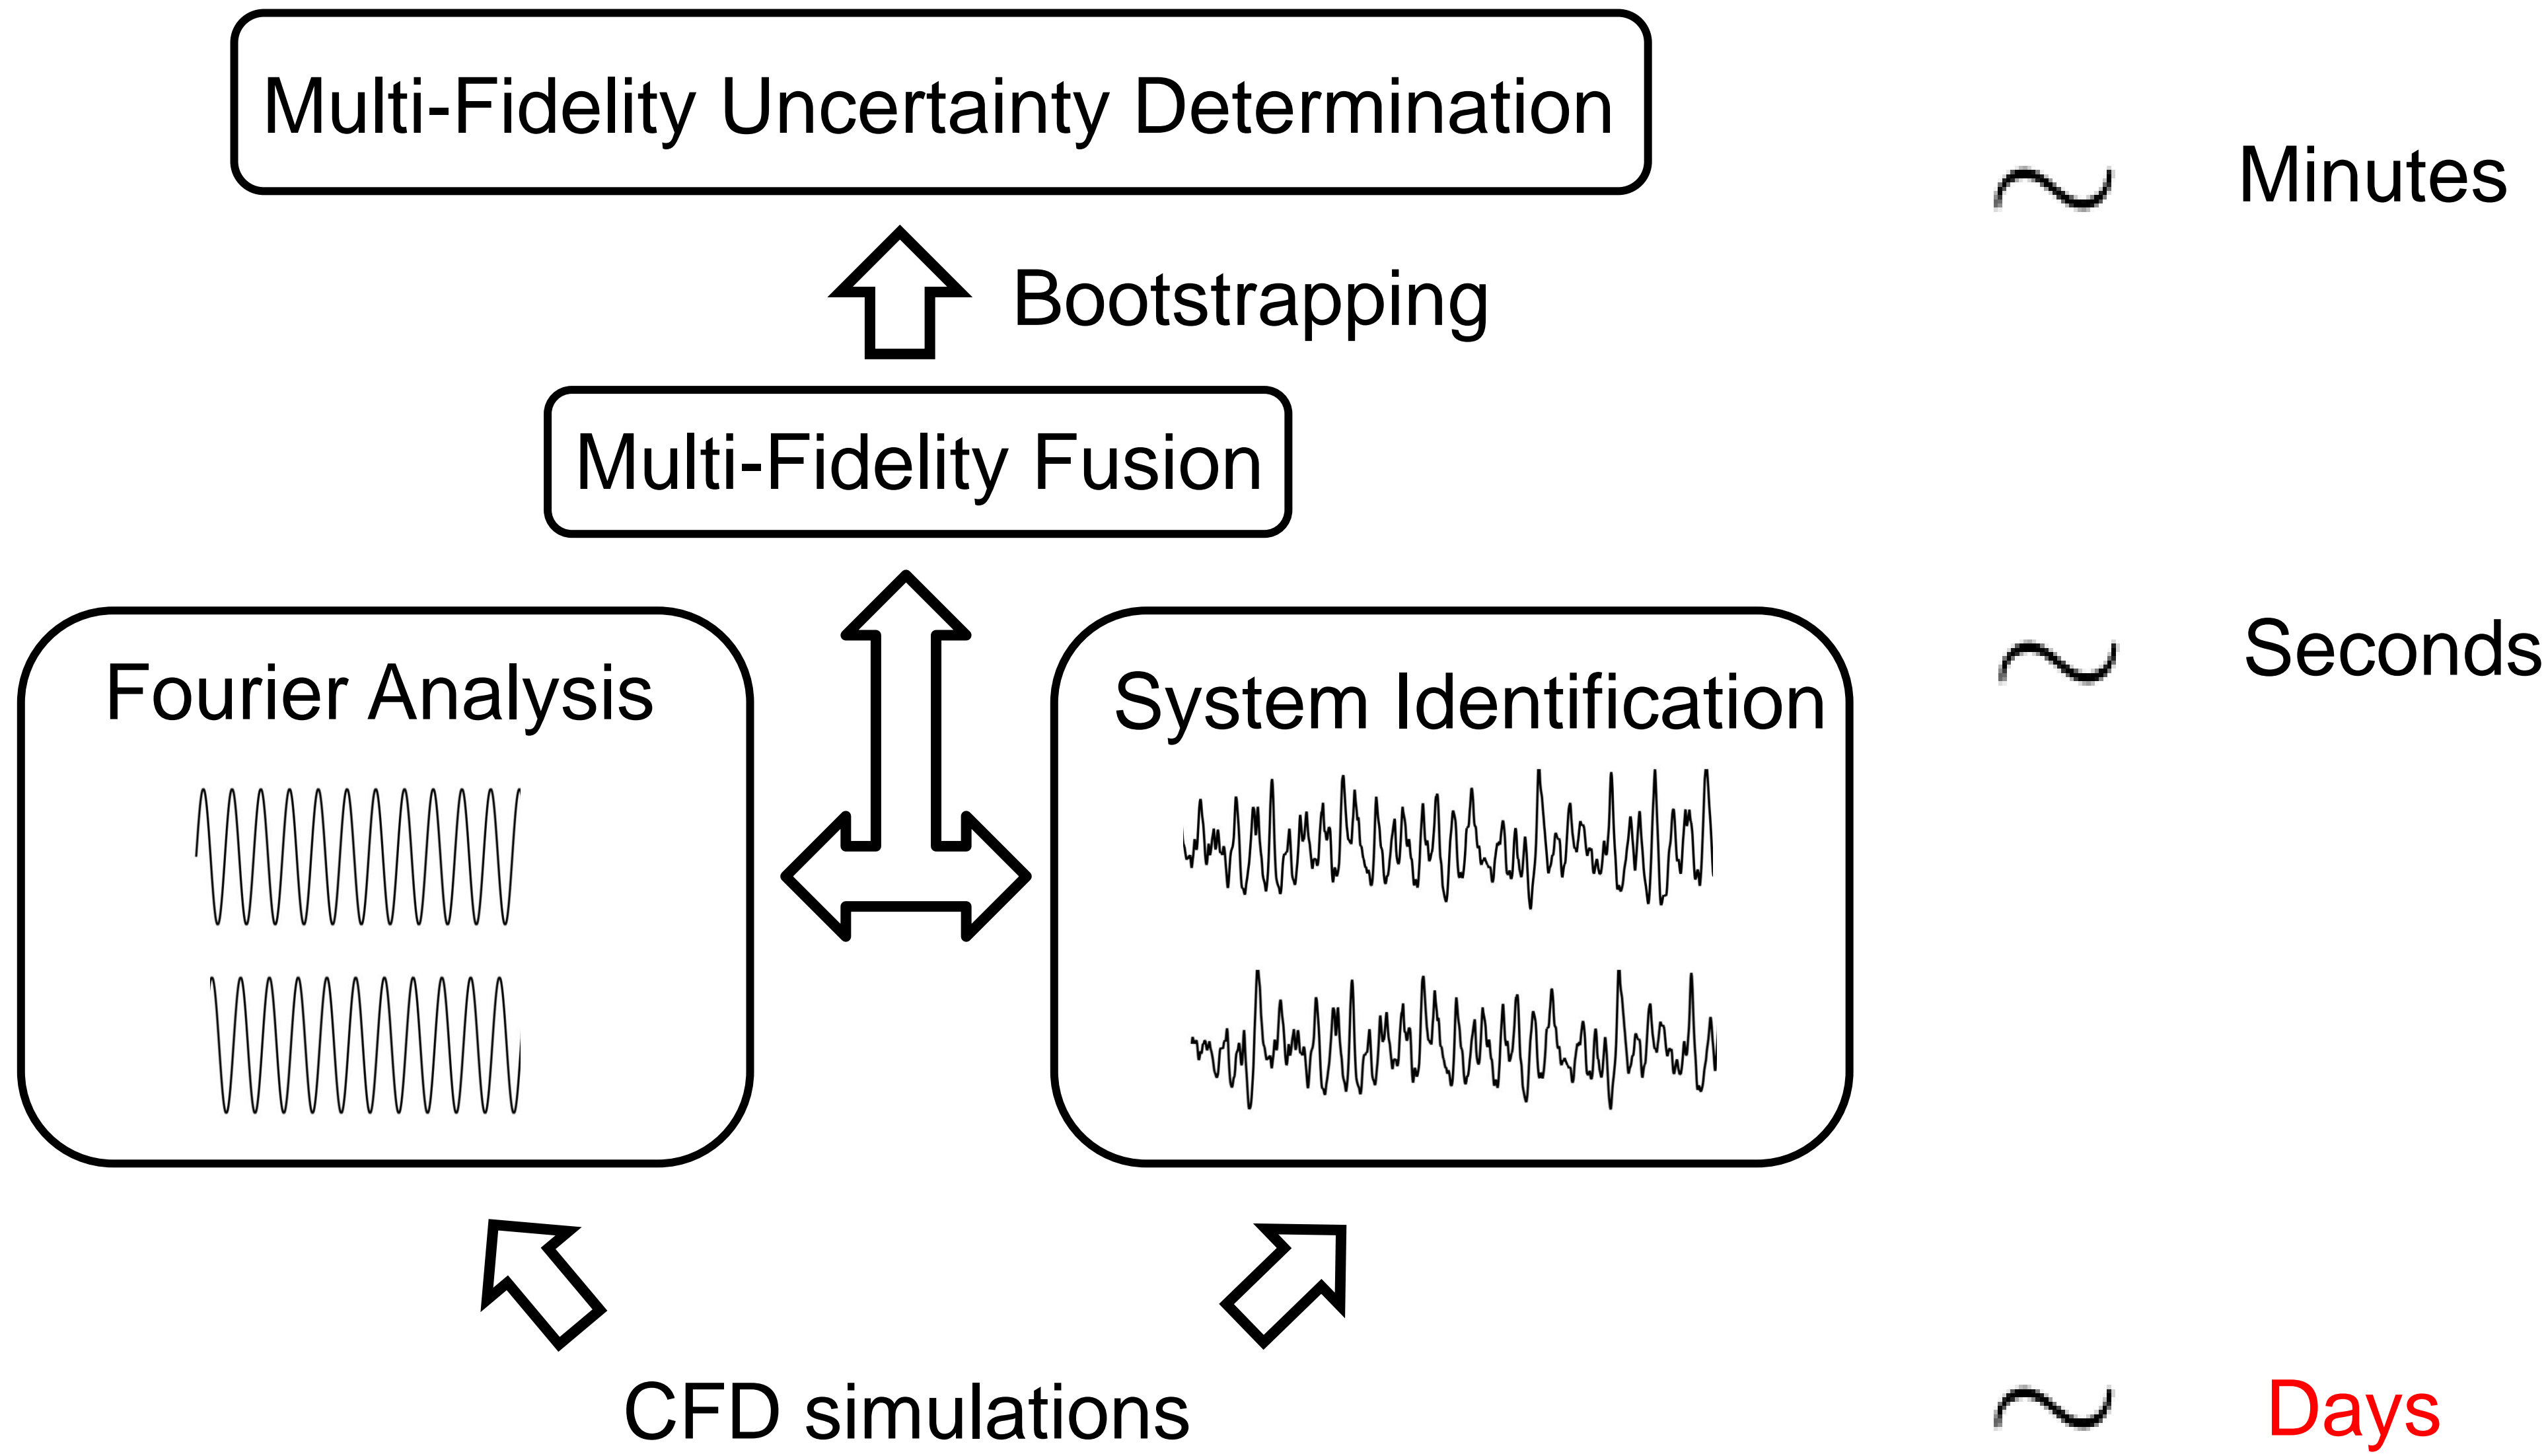 Multi-Fidelity Uncertainty Determination
~ Minutes
Bootstrapping
Multi-Fidelity Fusion
Fourier Analysis
System Identification
~ Seconds
CFD simulations
~ Days